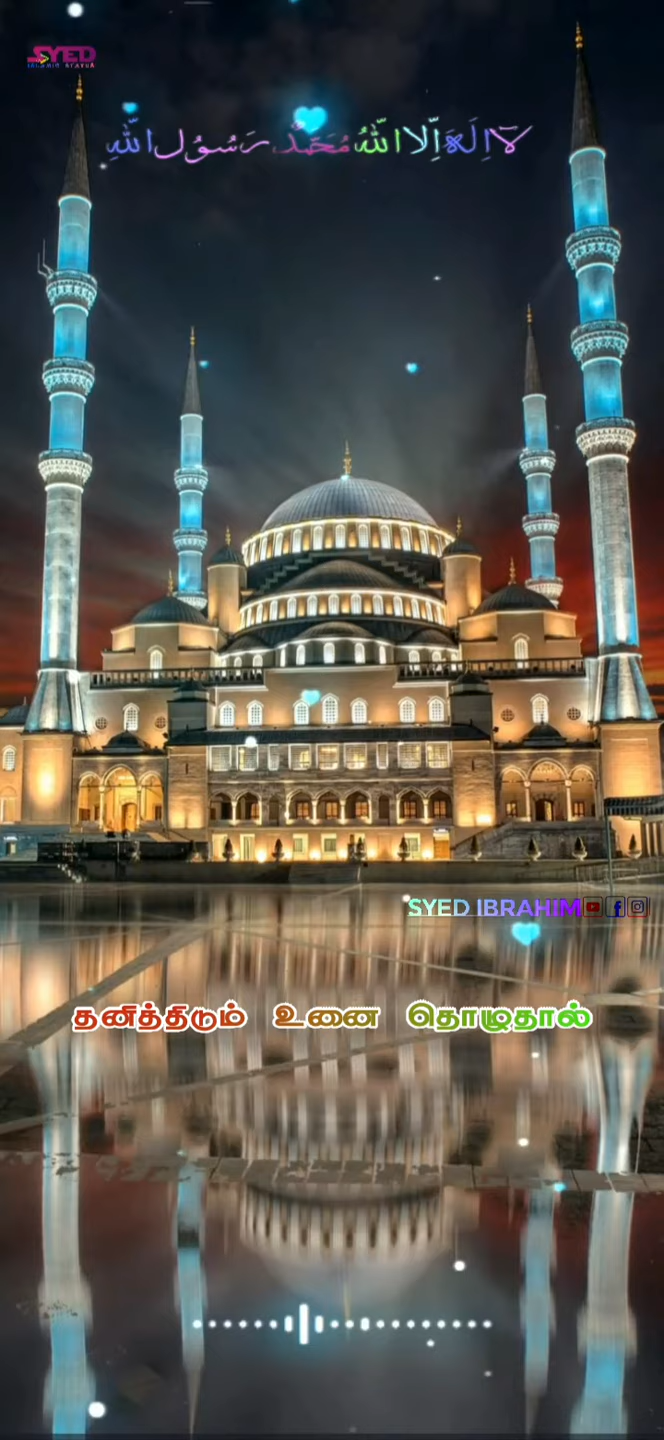 SYED
لَآ اِلٰهَ اِلَّا اللّٰهُ مُحَمَّدٌ رَسُوْلُ اللّٰهِ
SYED IBRAHIM
தனித்திடும் உனை தொழுதால்